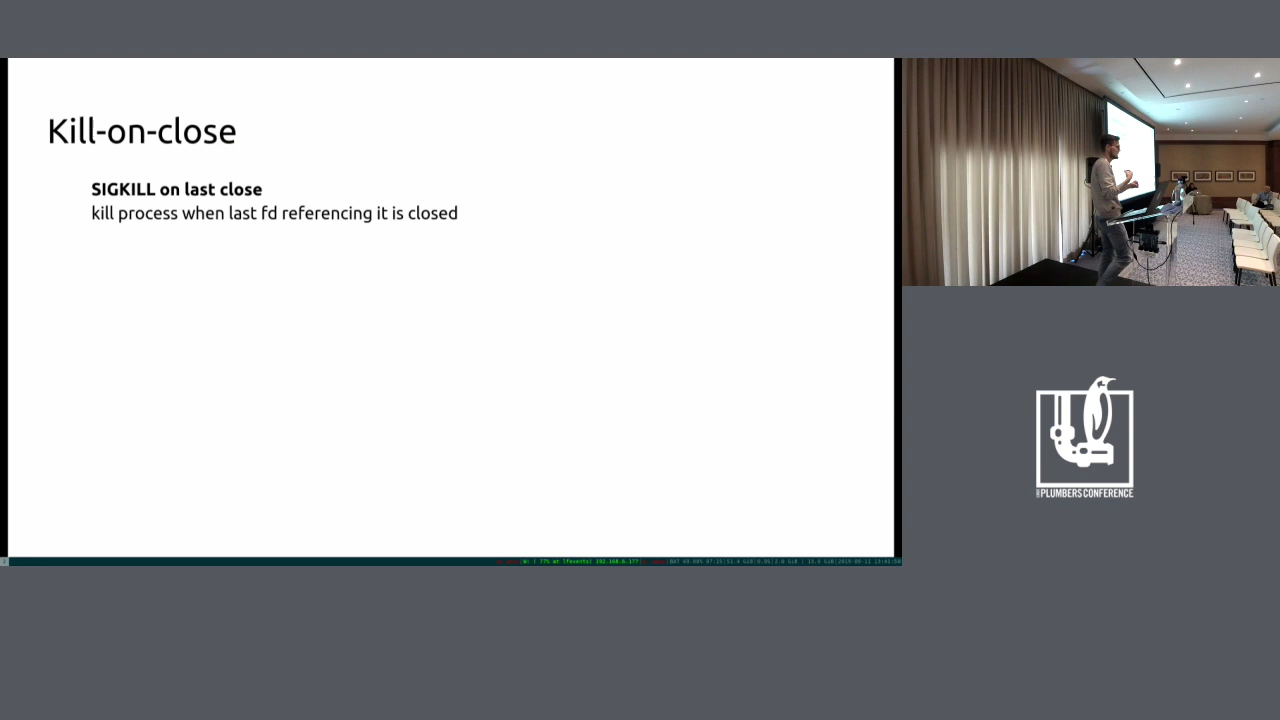 Kill-on-close
SIGKILL on last close
kill process when last fd referencing it is closed
PLUMBERS CONFERENCE